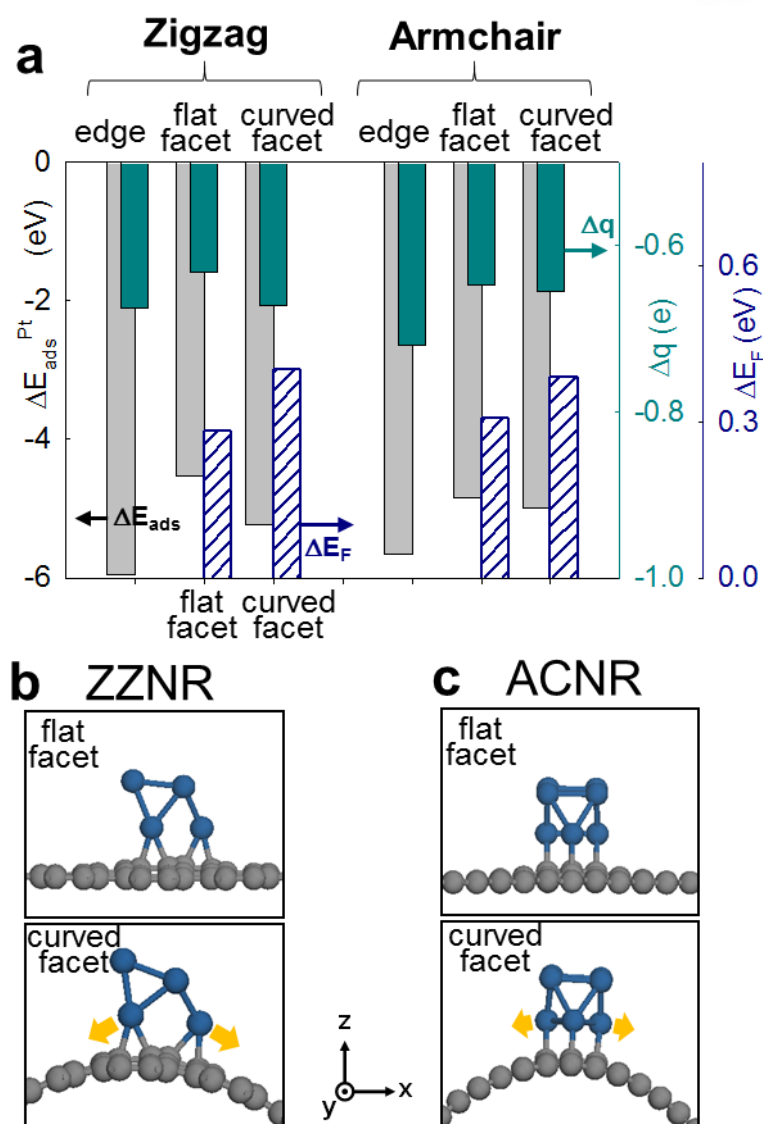 a
Zigzag
Armchair
edge
flat
facet
curved
facet
edge
flat
facet
curved
facet
0
-2
-4
-6
ΔE_ads^Pt (eV)
Δq
-0.6
-0.8
-1.0
Δq (e)
0.6
0.3
0.0
ΔE_F (eV)
ΔE_ads
ΔE_F
flat
facet
curved
facet
b ZZNR
flat
facet
curved
facet
z
y
x
c ACNR
flat
facet
curved
facet